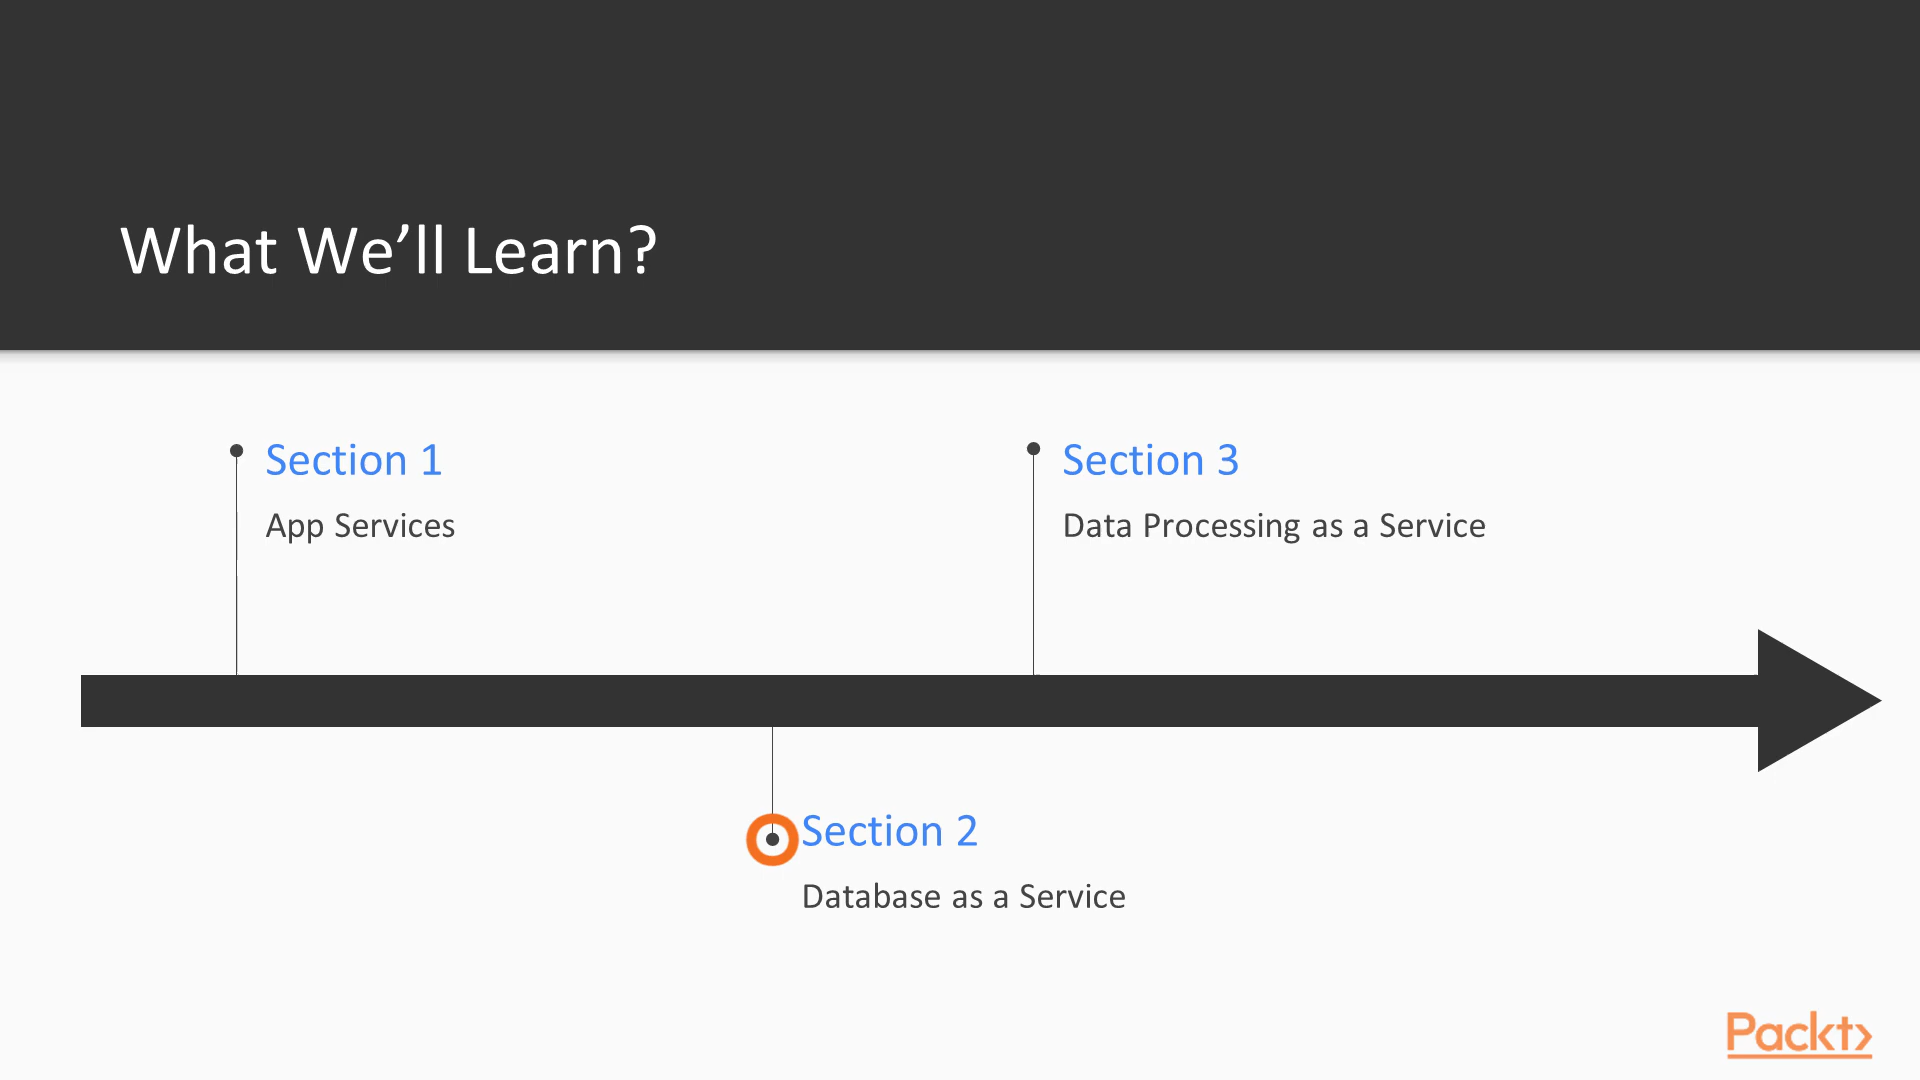 What We’ll Learn?
Section 1
App Services
Section 3
Data Processing as a Service
Section 2
Database as a Service
Packt>